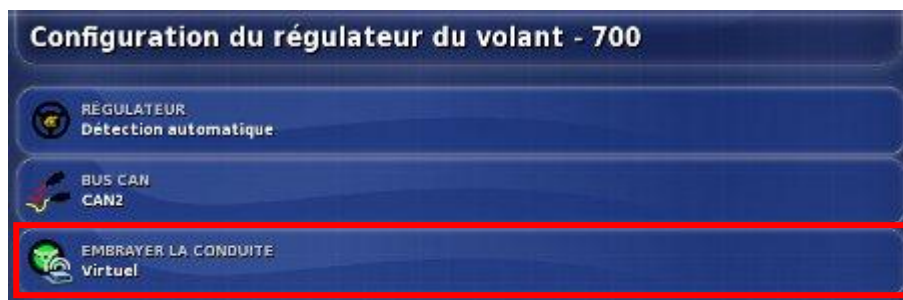 Configuration du régulateur du volant - 700
RÉGULATEUR
Détection automatique
BUS CAN
CAN2
EMBRAYER LA CONDUITE
Virtuel